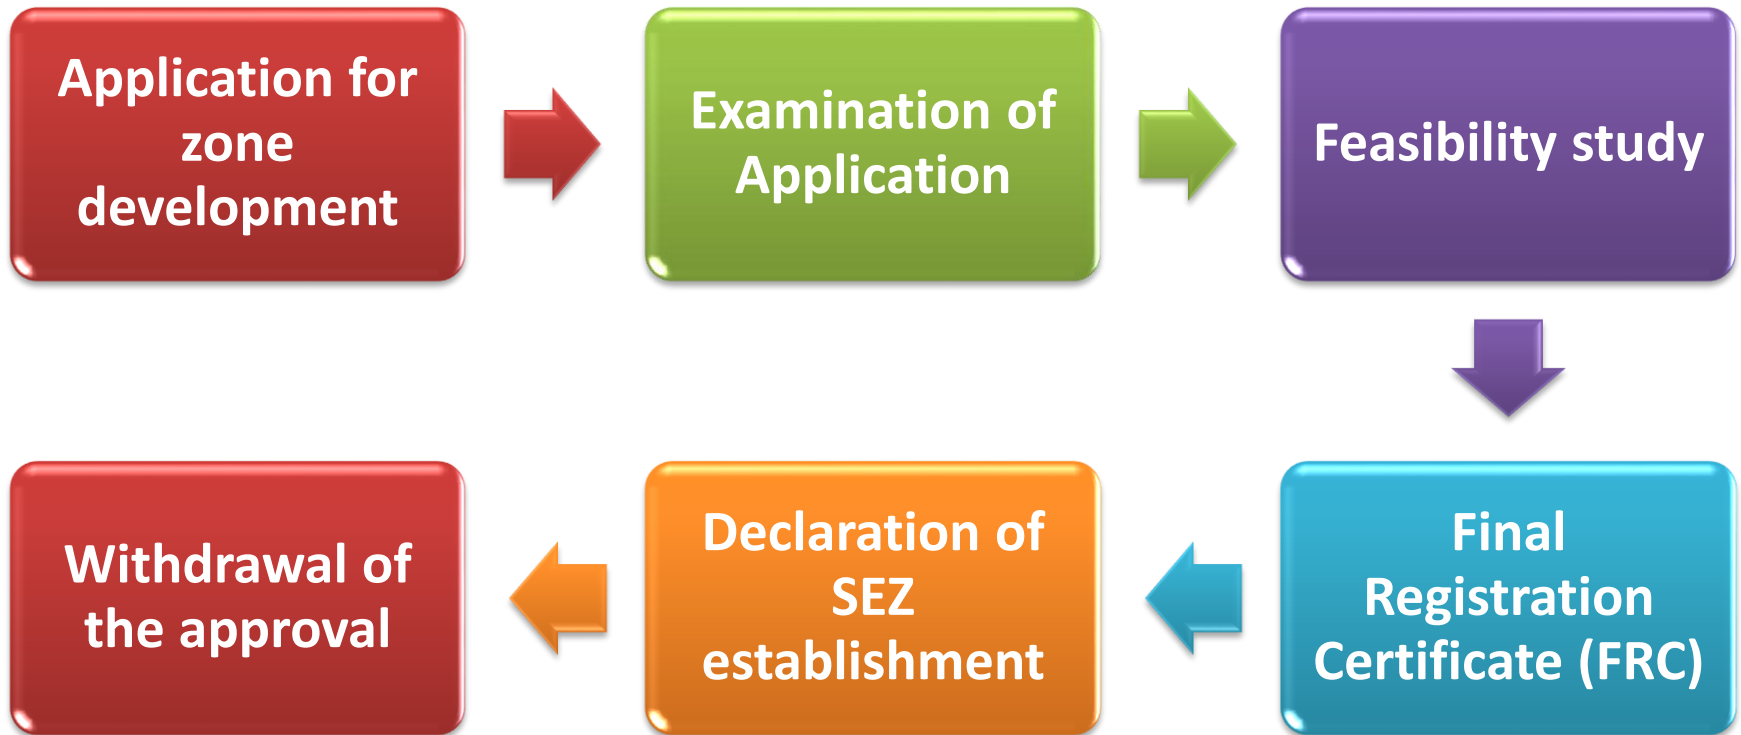 Application for
zone
development
Examination of
Application
Feasibility study
Final
Registration
Certificate (FRC)
Declaration of
SEZ
establishment
Withdrawal of
the approval